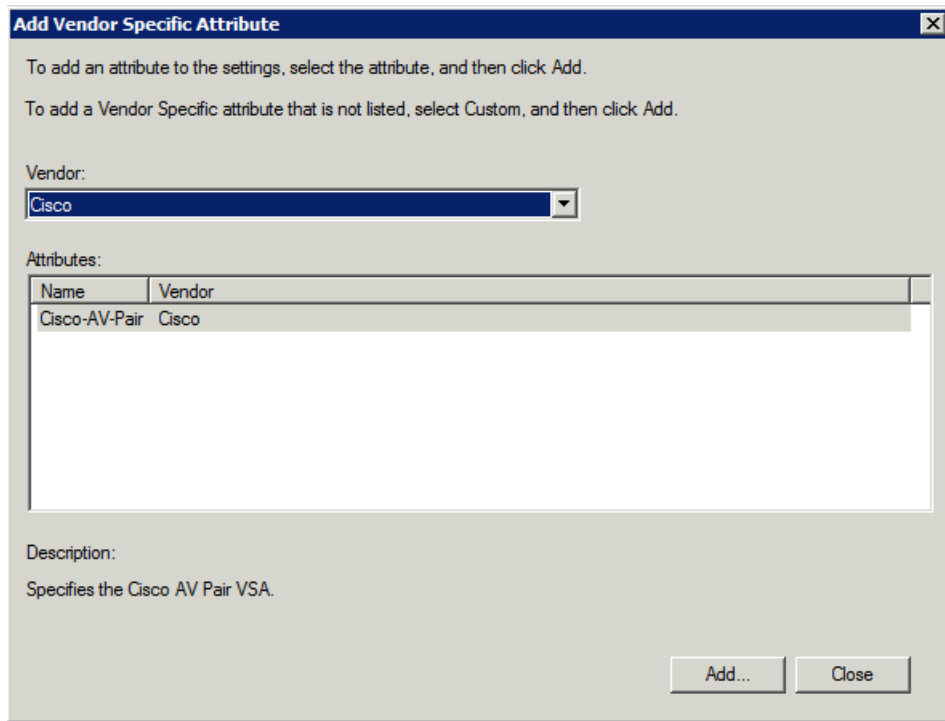 Add Vendor Specific Attribute
To add an attribute to the settings, select the attribute, and then click Add.
To add a Vendor Specific attribute that is not listed, select Custom, and then click Add.
Vendor:
Cisco
Attributes:
Name Vendor
Cisco-AV-Pair Cisco
Description:
Specifies the Cisco AV Pair VSA.
Add... Close